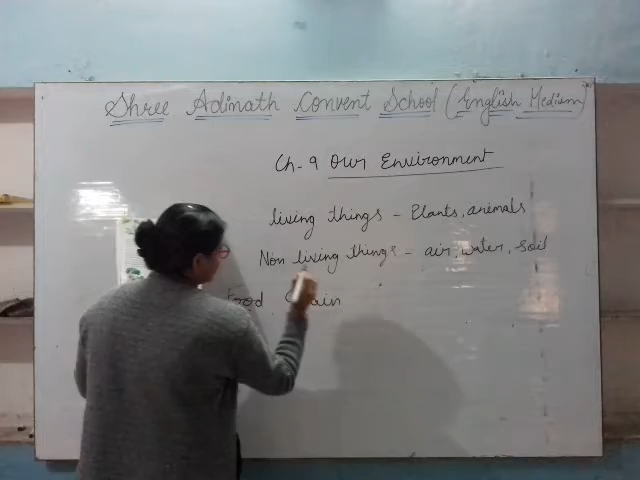 Shree Adinath Convent School (English Medium)
Ch-9 Our Environment
living things - Plants, animals
Non living things - air, water, soil
Food Chain